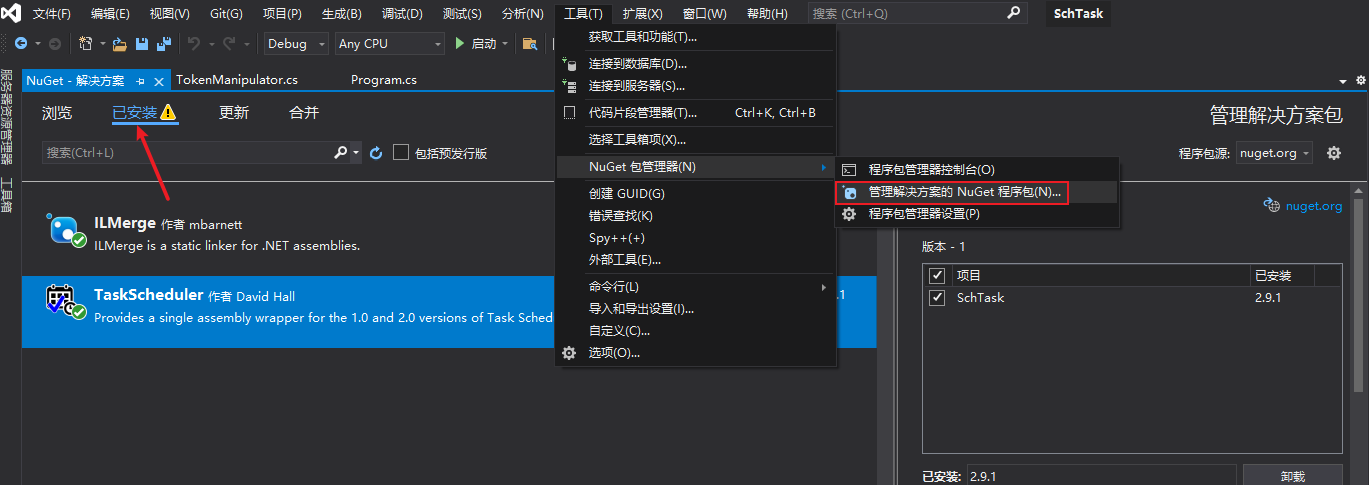 文件(F) 编辑(E) 视图(V) Git(G) 项目(P) 生成(B) 调试(D) 测试(S) 分析(N) 工具(T) 扩展(X) 窗口(W) 帮助(H) 搜索 (Ctrl+Q) SchTask
Debug Any CPU 启动
服务器资源管理器
工具箱
NuGet - 解决方案 TokenManipulator.cs Program.cs
浏览 已安装 更新 合并
搜索(Ctrl+L) 包括预发行版
ILMerge 作者 mbarnett
ILMerge is a static linker for .NET assemblies.
TaskScheduler 作者 David Hall
.1
Provides a single assembly wrapper for the 1.0 and 2.0 versions of Task Sched
获取工具和功能(T)...
连接到数据库(D)...
连接到服务器(S)...
代码片段管理器(T)... Ctrl+K, Ctrl+B
选择工具箱项(X)...
NuGet 包管理器(N)
创建 GUID(G)
错误查找(K)
Spy++(+)
外部工具(E)...
命令行(L)
导入和导出设置(I)...
自定义(C)...
选项(O)...
程序包管理器控制台(O)
管理解决方案的 NuGet 程序包(N)...
程序包管理器设置(P)
管理解决方案包
程序包源: nuget.org
nuget.org
版本 - 1
项目 已安装
SchTask 2.9.1
已安装: 2.9.1 卸载